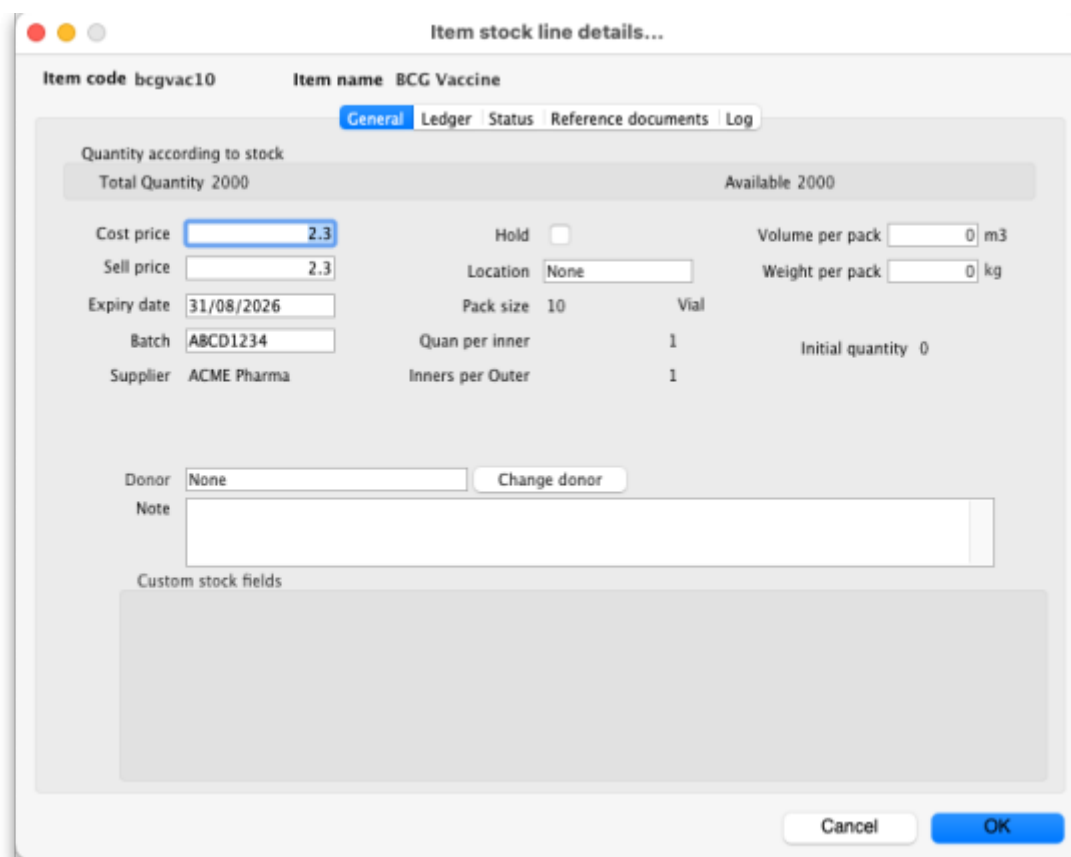 Item stock line details...
Item code bcgvac10 Item name BCG Vaccine
General Ledger Status Reference documents Log
Quantity according to stock
Total Quantity 2000 Available 2000
Cost price 2.3 Hold Volume per pack 0 m3
Sell price 2.3 Location None Weight per pack 0 kg
Expiry date 31/08/2026 Pack size 10 Vial
Batch ABCD1234 Quan per inner 1 Initial quantity 0
Supplier ACME Pharma Inners per Outer 1
Donor None Change donor
Note
Custom stock fields
Cancel OK